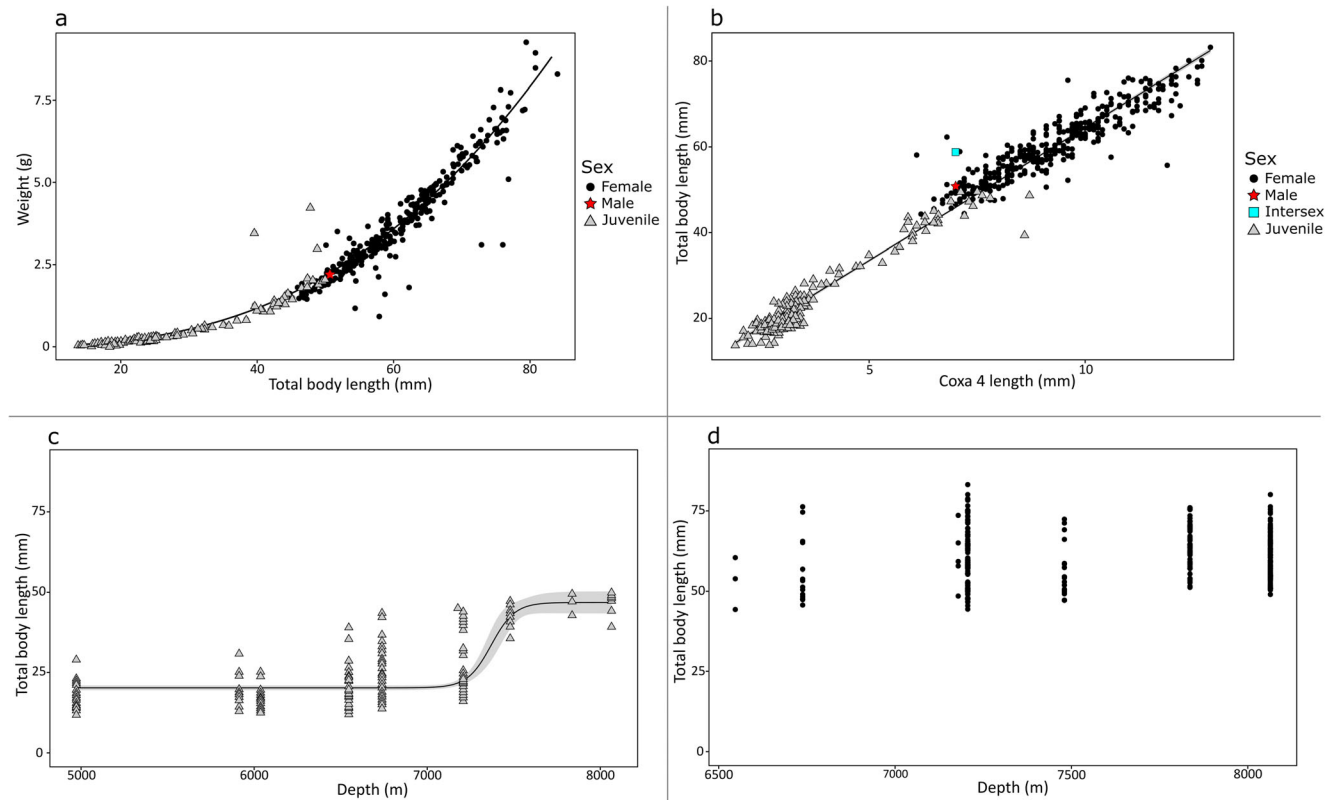 a
7.5
5.0
2.5
0
Weight (g)
20 40 60 80
Total body length (mm)
Sex
Female
Male
Juvenile
b
80
60
40
20
Total body length (mm)
5 10
Coxa 4 length (mm)
Sex
Female
Male
Intersex
Juvenile
c
75
50
25
0
Total body length (mm)
5000 6000 7000 8000
Depth (m)
d
75
50
25
0
Total body length (mm)
6500 7000 7500 8000
Depth (m)